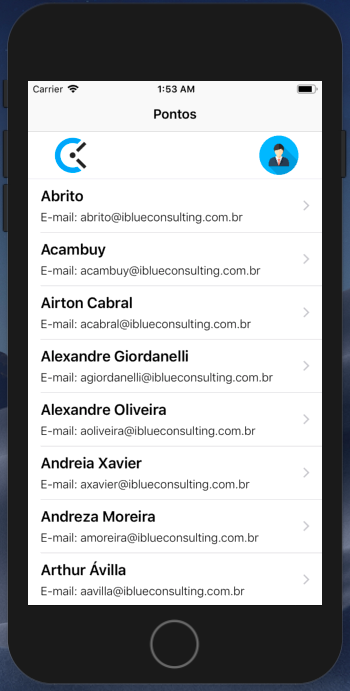 Carrier 1:53 AM
Pontos
Abrito
E-mail: abrito@iblueconsulting.com.br
Acambuy
E-mail: acambuy@iblueconsulting.com.br
Airton Cabral
E-mail: acabral@iblueconsulting.com.br
Alexandre Giordanelli
E-mail: agiordanelli@iblueconsulting.com.br
Alexandre Oliveira
E-mail: aoliveira@iblueconsulting.com.br
Andreia Xavier
E-mail: axavier@iblueconsulting.com.br
Andreza Moreira
E-mail: amoreira@iblueconsulting.com.br
Arthur Ávilla
E-mail: aavilla@iblueconsulting.com.br